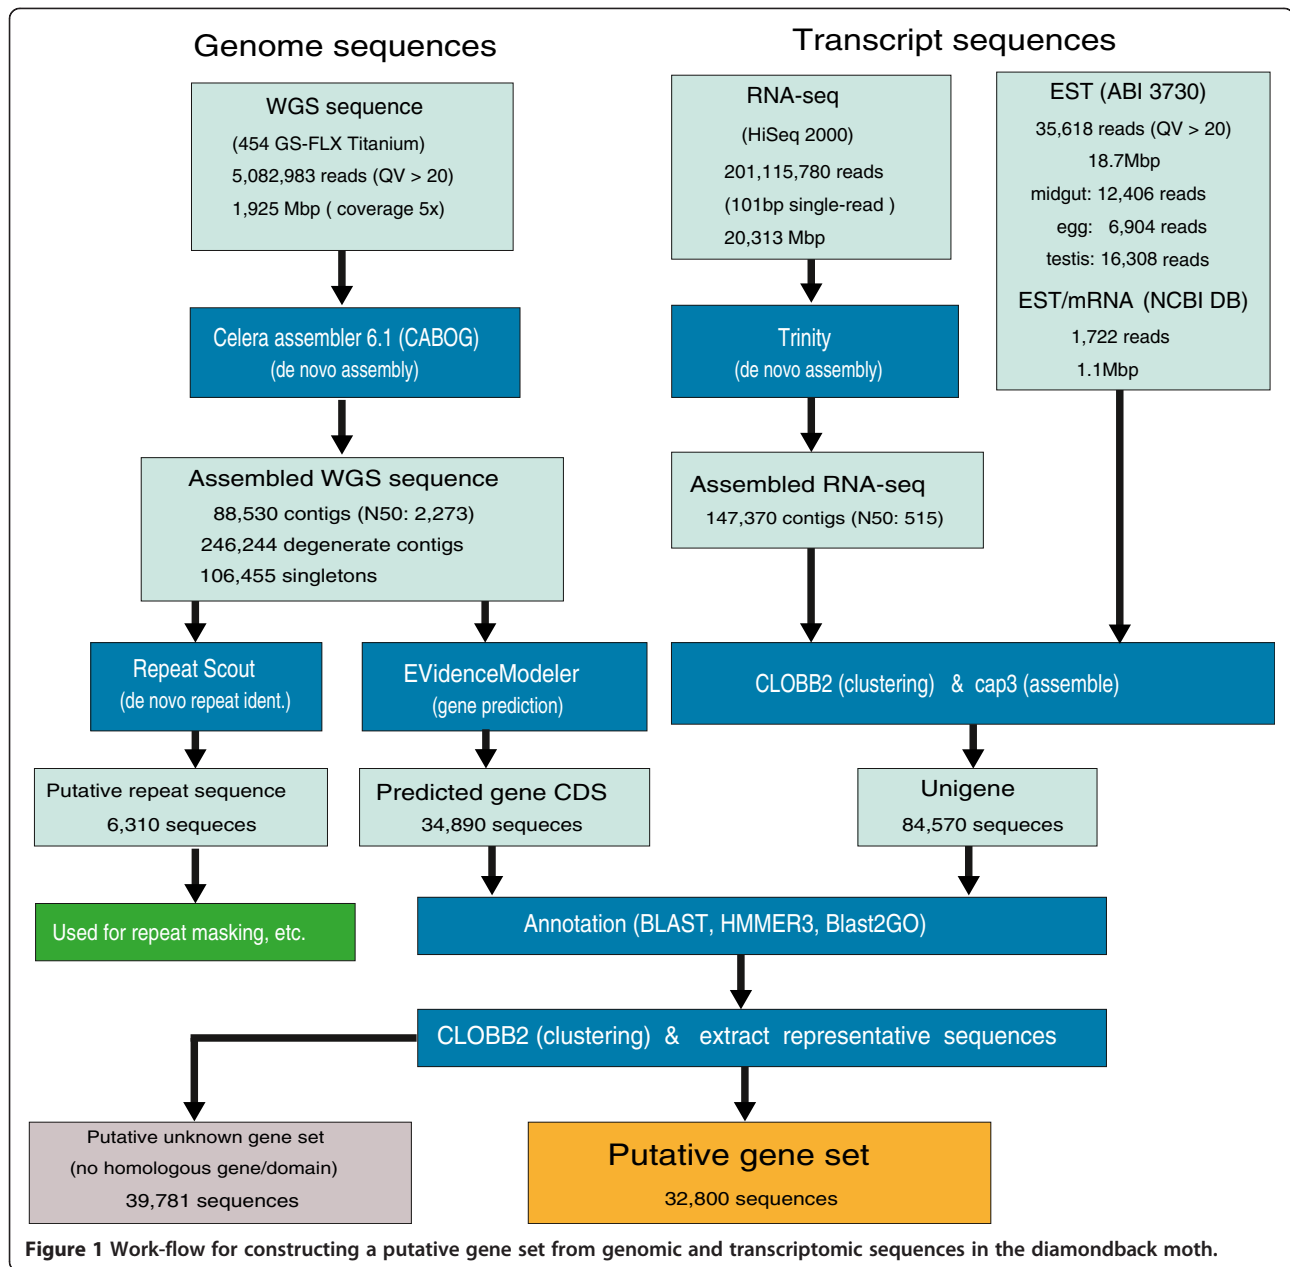 Genome sequences
WGS sequence
(454 GS-FLX Titanium)
5,082,983 reads (QV > 20)
1,925 Mbp ( coverage 5x)
Celera assembler 6.1 (CABOG)
(de novo assembly)
Assembled WGS sequence
88,530 contigs (N50: 2,273)
246,244 degenerate contigs
106,455 singletons
Repeat Scout
(de novo repeat ident.)
EVidenceModeler
(gene prediction)
Putative repeat sequence
6,310 sequeces
Predicted gene CDS
34,890 sequeces
Used for repeat masking, etc.
Transcript sequences
RNA-seq
(HiSeq 2000)
201,115,780 reads
(101bp single-read )
20,313 Mbp
EST (ABI 3730)
35,618 reads (QV > 20)
18.7Mbp
midgut: 12,406 reads
egg: 6,904 reads
testis: 16,308 reads
EST/mRNA (NCBI DB)
1,722 reads
1.1Mbp
Trinity
(de novo assembly)
Assembled RNA-seq
147,370 contigs (N50: 515)
CLOBB2 (clustering) & cap3 (assemble)
Unigene
84,570 sequeces
Annotation (BLAST, HMMER3, Blast2GO)
CLOBB2 (clustering) & extract representative sequences
Putative unknown gene set
(no homologous gene/domain)
39,781 sequences
Putative gene set
32,800 sequences
Figure 1 Work-flow for constructing a putative gene set from genomic and transcriptomic sequences in the diamondback moth.